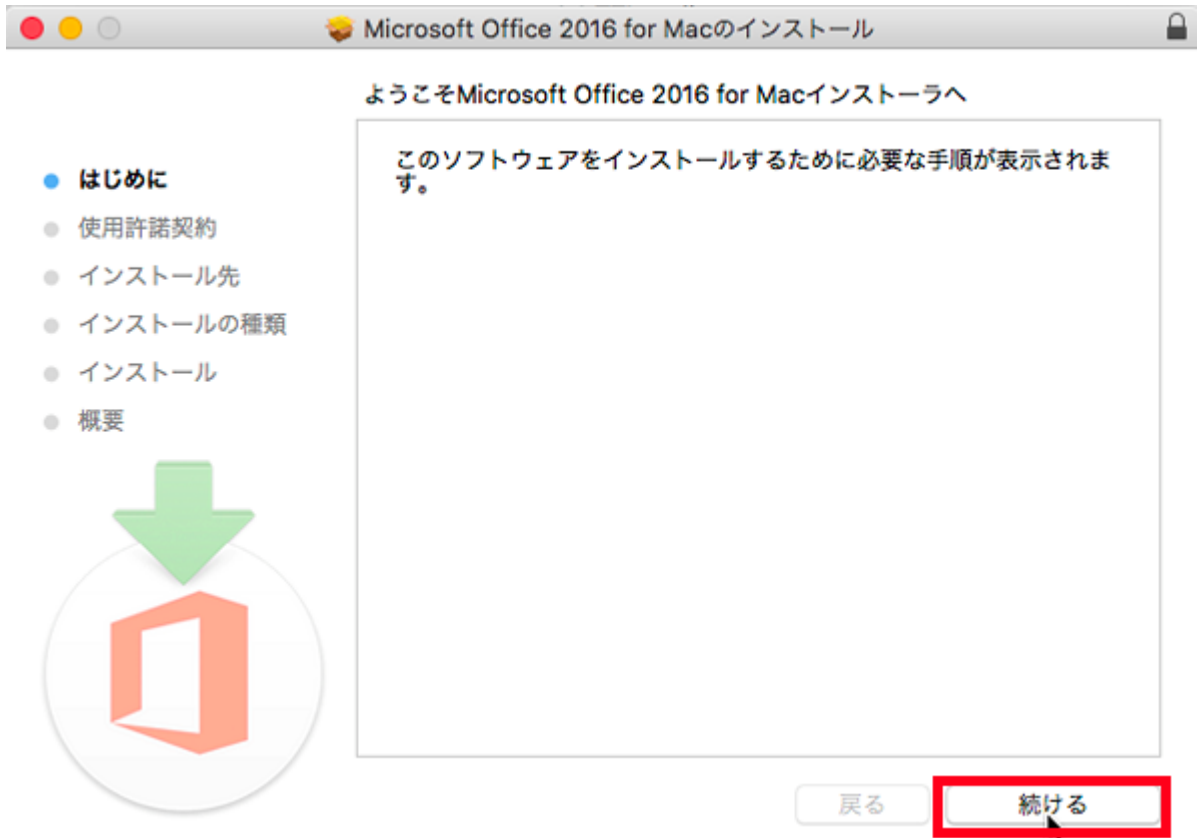 Microsoft Office 2016 for Macのインストール
ようこそMicrosoft Office 2016 for Macインストーラへ
このソフトウェアをインストールするために必要な手順が表示されま
す。
はじめに
使用許諾契約
インストール先
インストールの種類
インストール
概要
戻る
続ける